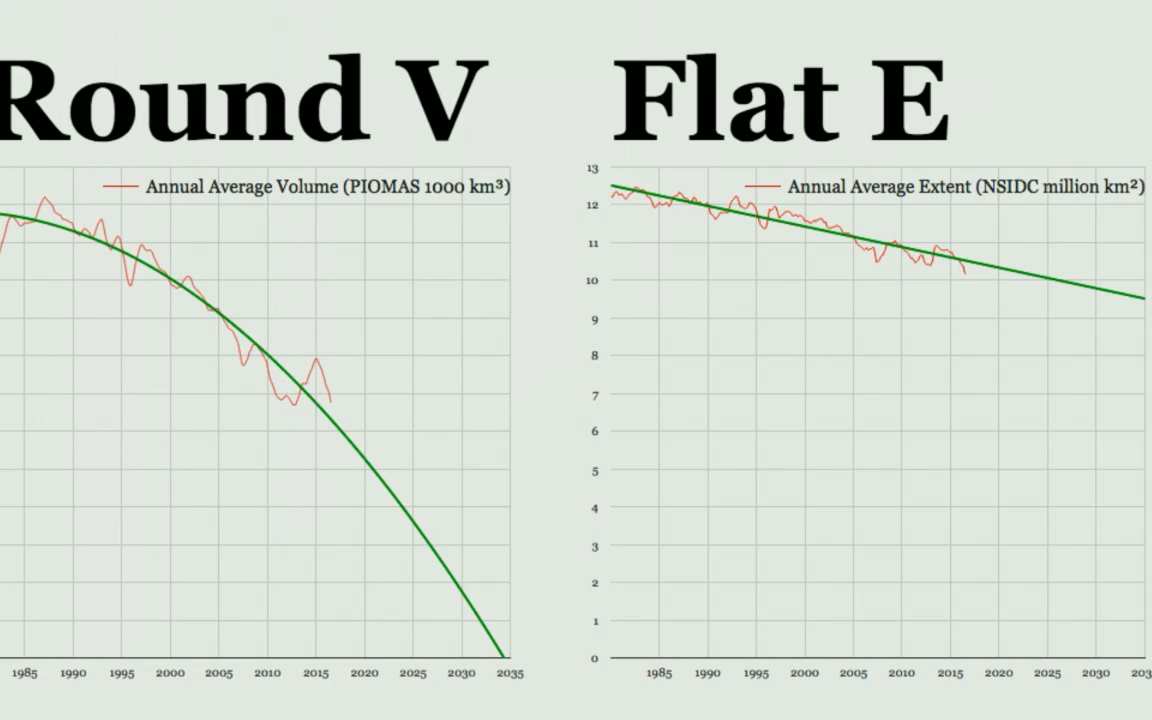 Round V
Flat E
Annual Average Volume (PIOMAS 1000 km³)
1985 1990 1995 2000 2005 2010 2015 2020 2025 2030 2035
Annual Average Extent (NSIDC million km²)
13
12
11
10
9
8
7
6
5
4
3
2
1
0
1985 1990 1995 2000 2005 2010 2015 2020 2025 2030 203